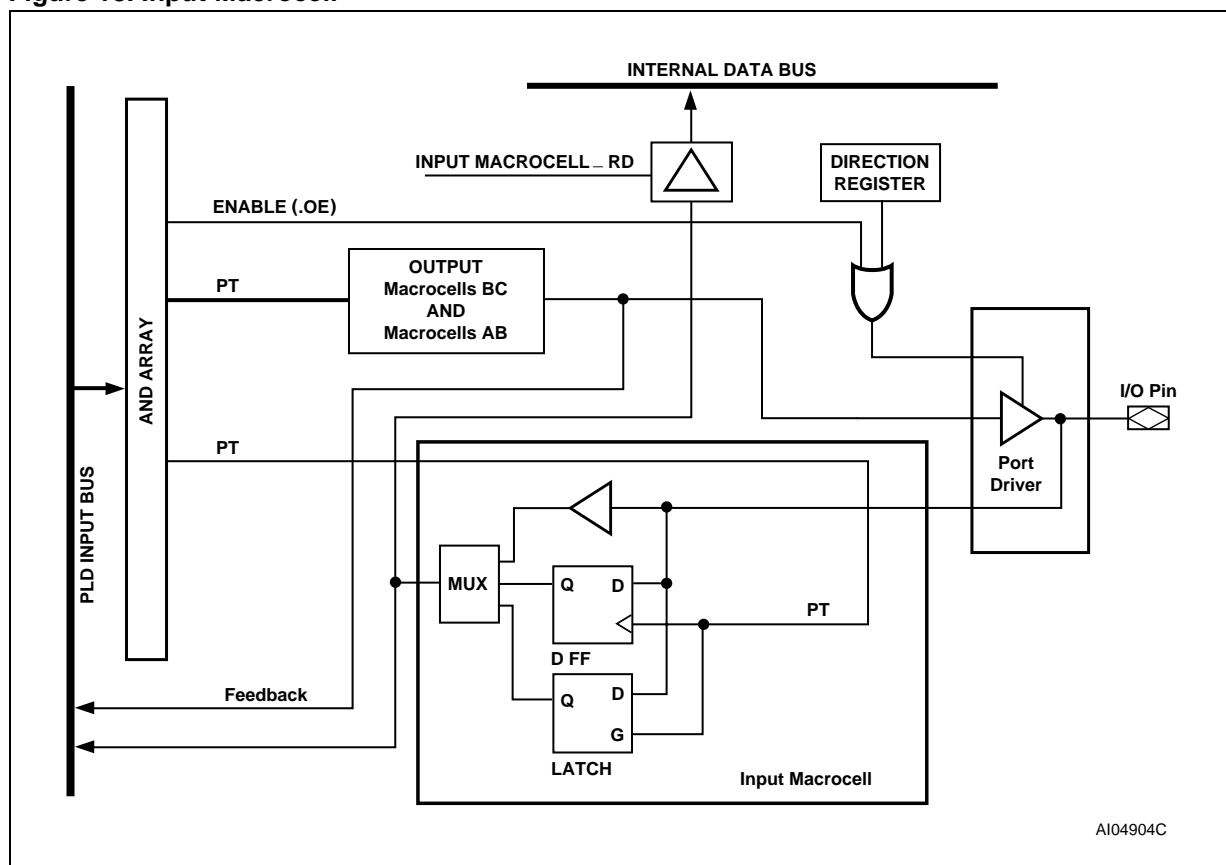 INTERNAL DATA BUS
INPUT MACROCELL _ RD
DIRECTION
REGISTER
ENABLE (.OE)
PT
OUTPUT
Macrocells BC
AND
Macrocells AB
AND ARRAY
PLD INPUT BUS
I/O Pin
Port
Driver
PT
MUX
Q
D
PT
D FF
Q
D
G
LATCH
Feedback
Input Macrocell
AI04904C